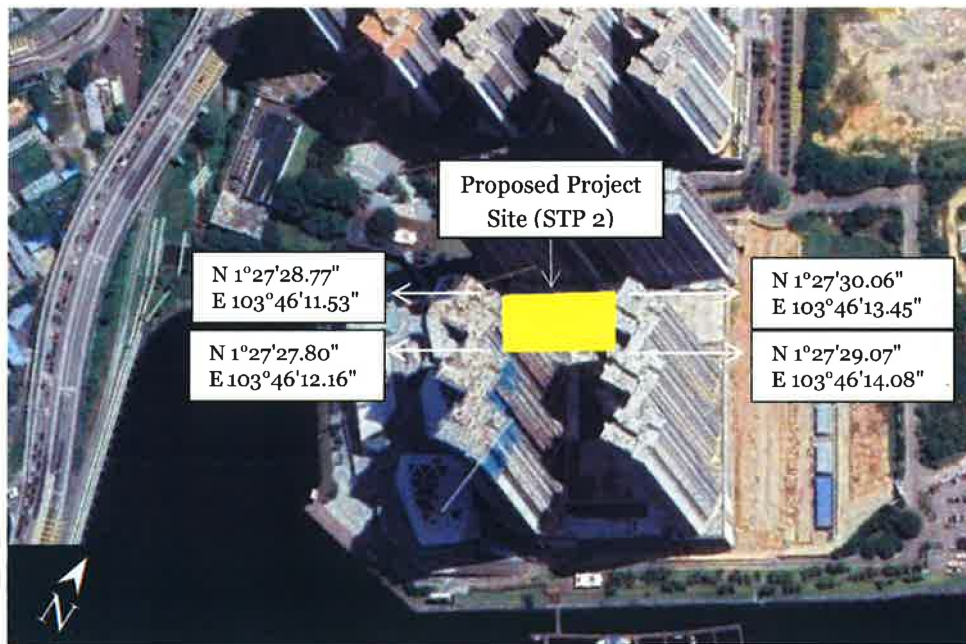 Proposed Project
Site (STP 2)
N 1°27'28.77"
E 103°46'11.53"
N 1°27'30.06"
E 103°46'13.45"
N 1°27'27.80"
E 103°46'12.16"
N 1°27'29.07"
E 103°46'14.08"
N